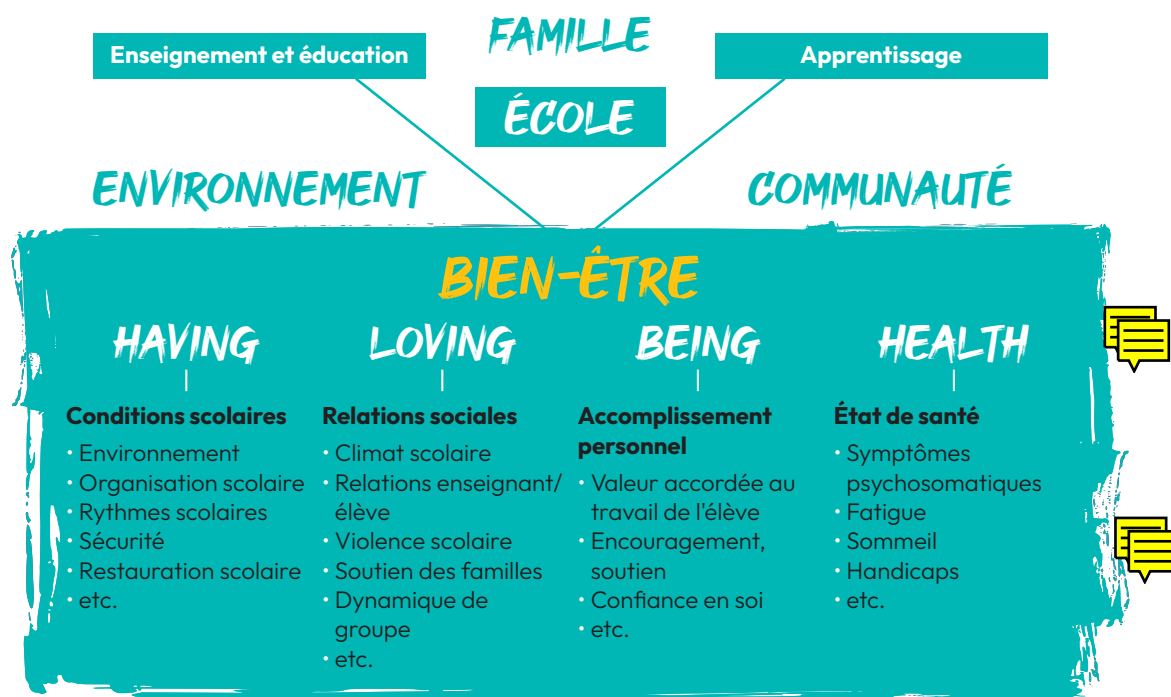 FAMILLE
Enseignement et éducation
Apprentissage
ÉCOLE
ENVIRONNEMENT
COMMUNAUTÉ
BIEN-ÊTRE
HAVING
Conditions scolaires
· Environnement
· Organisation scolaire
· Rythmes scolaires
· Sécurité
· Restauration scolaire
· etc.
LOVING
Relations sociales
· Climat scolaire
· Relations enseignant/
élève
· Violence scolaire
· Soutien des familles
· Dynamique de
groupe
· etc.
BEING
Accomplissement
personnel
· Valeur accordée au
travail de l'élève
· Encouragement,
soutien
· Confiance en soi
· etc.
HEALTH
État de santé
· Symptômes
psychosomatiques
· Fatigue
· Sommeil
· Handicaps
· etc.